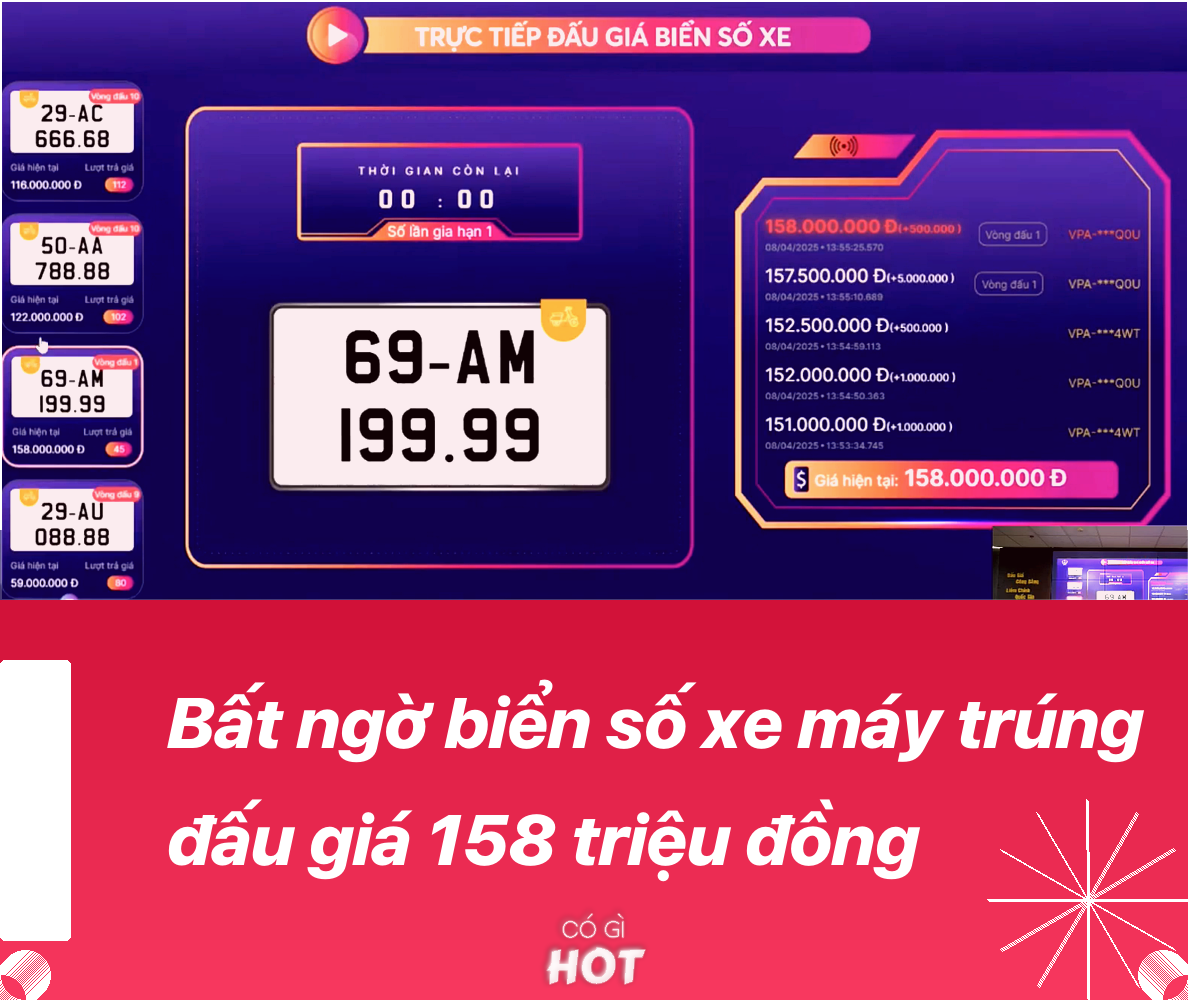 TRỰC TIẾP ĐẤU GIÁ BIỂN SỐ XE
Vòng đấu 10
29-AC
666.68
Giá hiện tại Lượt trả giá
116.000.000 Đ 112
Vòng đấu 10
50-AA
788.88
Giá hiện tại Lượt trả giá
122.000.000 Đ 102
Vòng đấu 1
69-AM
199.99
Giá hiện tại Lượt trả giá
158.000.000 Đ 45
Vòng đấu 9
29-AU
088.88
Giá hiện tại Lượt trả giá
59.000.000 Đ 80
THỜI GIAN CÒN LẠI
00 : 00
Số lần gia hạn 1
69-AM
199.99
158.000.000 Đ(+500.000 ) Vòng đấu 1 VPA-***Q0U
08/04/2025 • 13:55:25.570
157.500.000 Đ(+5.000.000 ) Vòng đấu 1 VPA-***Q0U
08/04/2025 • 13:55:10.689
152.500.000 Đ(+500.000 ) VPA-***4WT
08/04/2025 • 13:54:59.113
152.000.000 Đ(+1.000.000 ) VPA-***Q0U
08/04/2025 • 13:54:50.363
151.000.000 Đ(+1.000.000 ) VPA-***4WT
08/04/2025 • 13:53:34.745
$ Giá hiện tại: 158.000.000 Đ
Bất ngờ biển số xe máy trúng
đấu giá 158 triệu đồng
CÓ GÌ
HOT